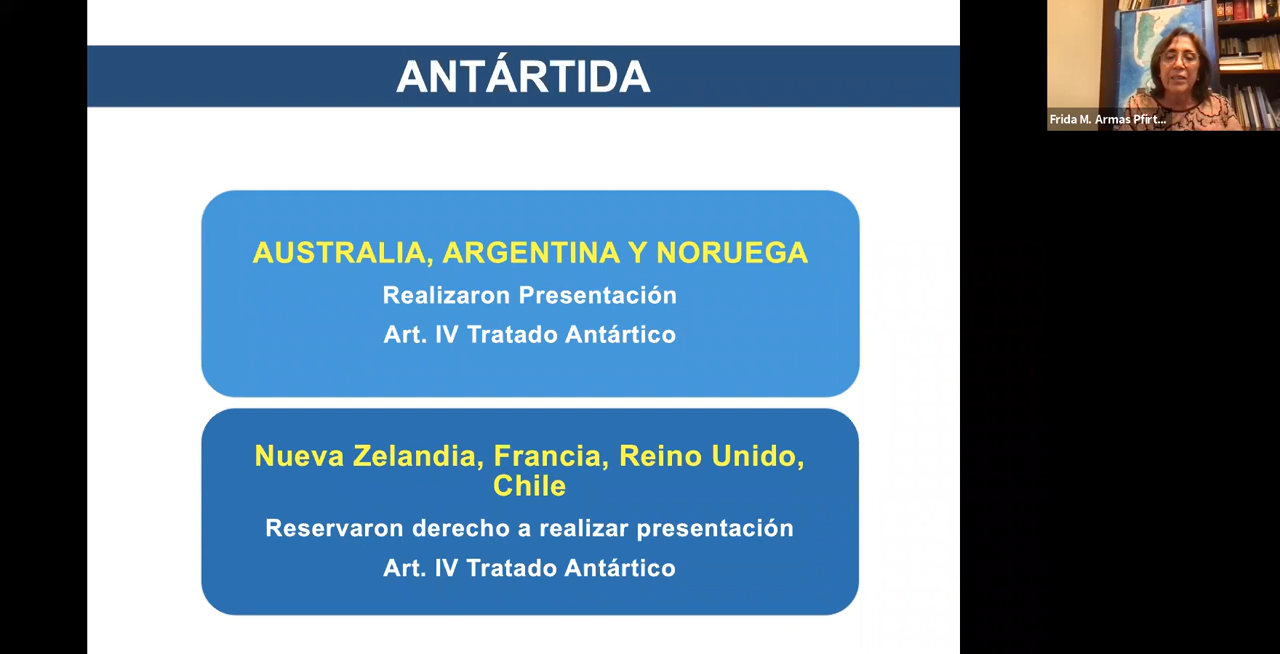 ANTÁRTIDA
AUSTRALIA, ARGENTINA Y NORUEGA
Realizaron Presentación
Art. IV Tratado Antártico
Nueva Zelandia, Francia, Reino Unido,
Chile
Reservaron derecho a realizar presentación
Art. IV Tratado Antártico
Frida M. Armas Pfirt...